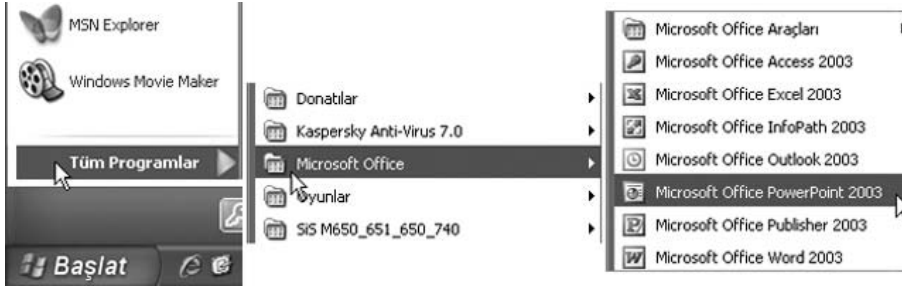 MSN Explorer
Windows Movie Maker
Tüm Programlar
Başlat
Donatılar
Kaspersky Anti-Virus 7.0
Microsoft Office
Oyunlar
SiS M650_651_650_740
Microsoft Office Araçları
Microsoft Office Access 2003
Microsoft Office Excel 2003
Microsoft Office InfoPath 2003
Microsoft Office Outlook 2003
Microsoft Office PowerPoint 2003
Microsoft Office Publisher 2003
Microsoft Office Word 2003